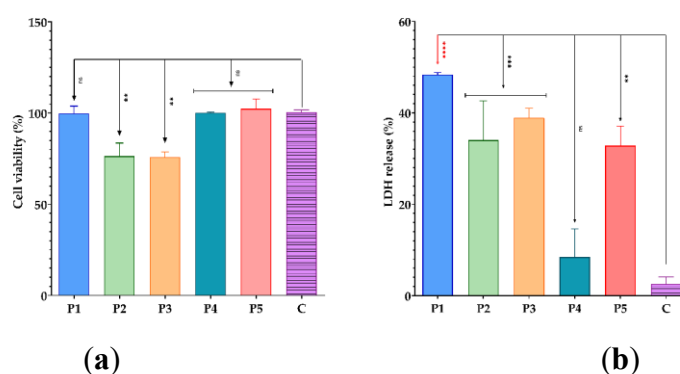 150
100
50
0
Cell viability (%)
ns
**
**
ns
P1 P2 P3 P4 P5 C
(a)
60
40
20
0
LDH release (%)
****
***
ns
**
P1 P2 P3 P4 P5 C
(b)